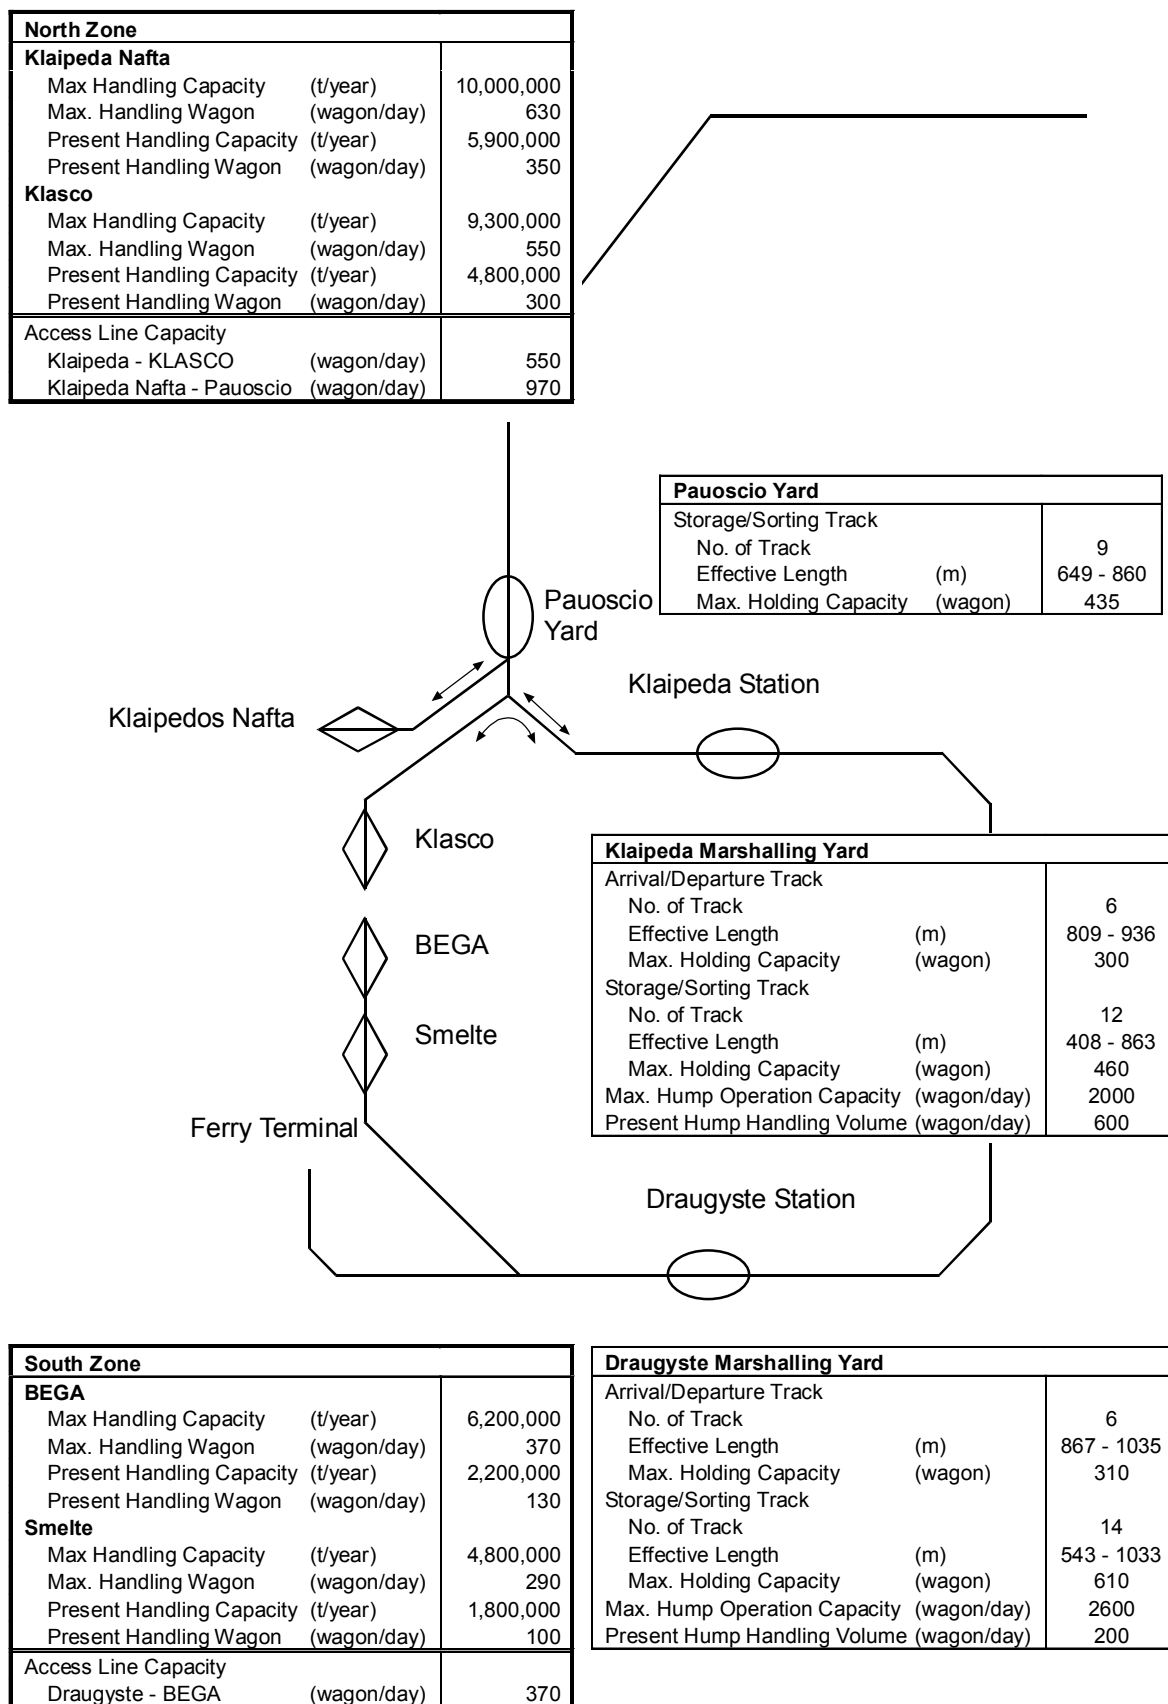 North Zone
Klaipeda Nafta
Max Handling Capacity (t/year) 10,000,000
Max. Handling Wagon (wagon/day) 630
Present Handling Capacity (t/year) 5,900,000
Present Handling Wagon (wagon/day) 350
Klasco
Max Handling Capacity (t/year) 9,300,000
Max. Handling Wagon (wagon/day) 550
Present Handling Capacity (t/year) 4,800,000
Present Handling Wagon (wagon/day) 300
Access Line Capacity
Klaipeda - KLASCO (wagon/day) 550
Klaipeda Nafta - Pauoscio (wagon/day) 970
Pauoscio Yard
Storage/Sorting Track
No. of Track 9
Effective Length (m) 649 - 860
Max. Holding Capacity (wagon) 435
Pauoscio
Yard
Klaipeda Station
Klaipedos Nafta
Klasco
BEGA
Smelte
Ferry Terminal
Klaipeda Marshalling Yard
Arrival/Departure Track
No. of Track 6
Effective Length (m) 809 - 936
Max. Holding Capacity (wagon) 300
Storage/Sorting Track
No. of Track 12
Effective Length (m) 408 - 863
Max. Holding Capacity (wagon) 460
Max. Hump Operation Capacity (wagon/day) 2000
Present Hump Handling Volume (wagon/day) 600
Draugyste Station
South Zone
BEGA
Max Handling Capacity (t/year) 6,200,000
Max. Handling Wagon (wagon/day) 370
Present Handling Capacity (t/year) 2,200,000
Present Handling Wagon (wagon/day) 130
Smelte
Max Handling Capacity (t/year) 4,800,000
Max. Handling Wagon (wagon/day) 290
Present Handling Capacity (t/year) 1,800,000
Present Handling Wagon (wagon/day) 100
Access Line Capacity
Draugyste - BEGA (wagon/day) 370
Draugyste Marshalling Yard
Arrival/Departure Track
No. of Track 6
Effective Length (m) 867 - 1035
Max. Holding Capacity (wagon) 310
Storage/Sorting Track
No. of Track 14
Effective Length (m) 543 - 1033
Max. Holding Capacity (wagon) 610
Max. Hump Operation Capacity (wagon/day) 2600
Present Hump Handling Volume (wagon/day) 200